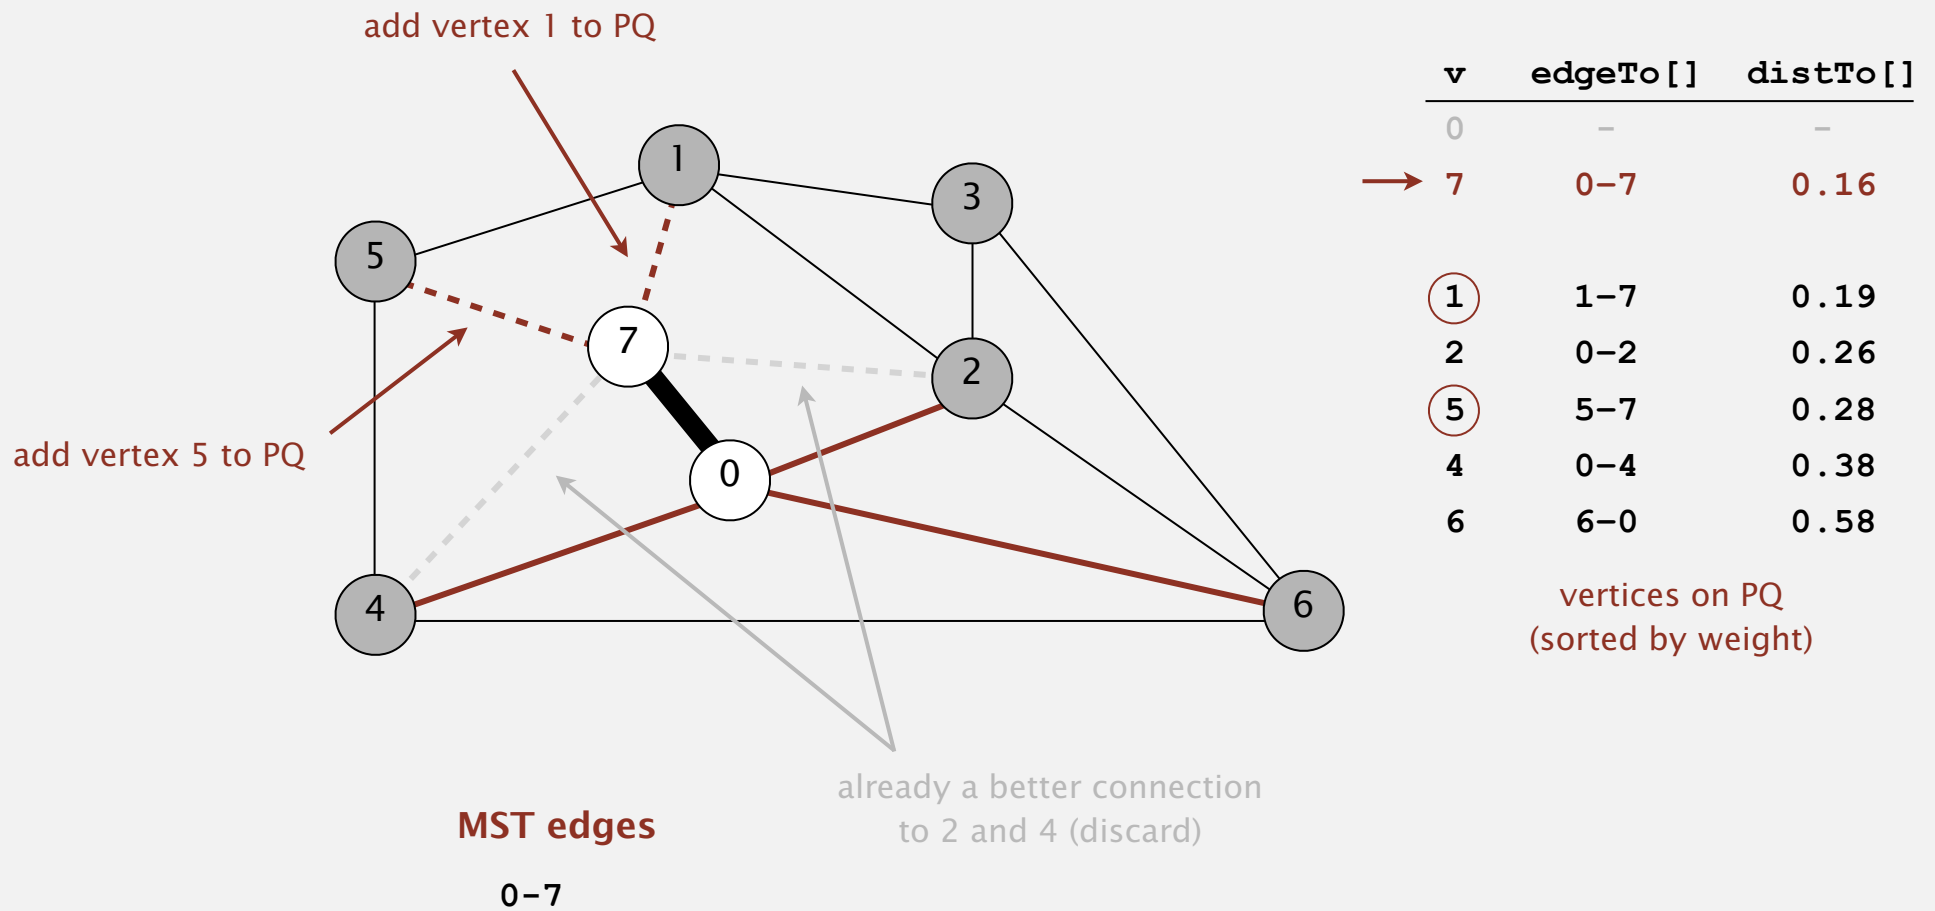 add vertex 1 to PQ
v edgeTo[] distTo[]
0 – –
7 0–7 0.16
1 1–7 0.19
2 0–2 0.26
5 5–7 0.28
4 0–4 0.38
6 6–0 0.58
vertices on PQ
(sorted by weight)
1
3
5
7
2
add vertex 5 to PQ
0
4
6
already a better connection
to 2 and 4 (discard)
MST edges
0–7